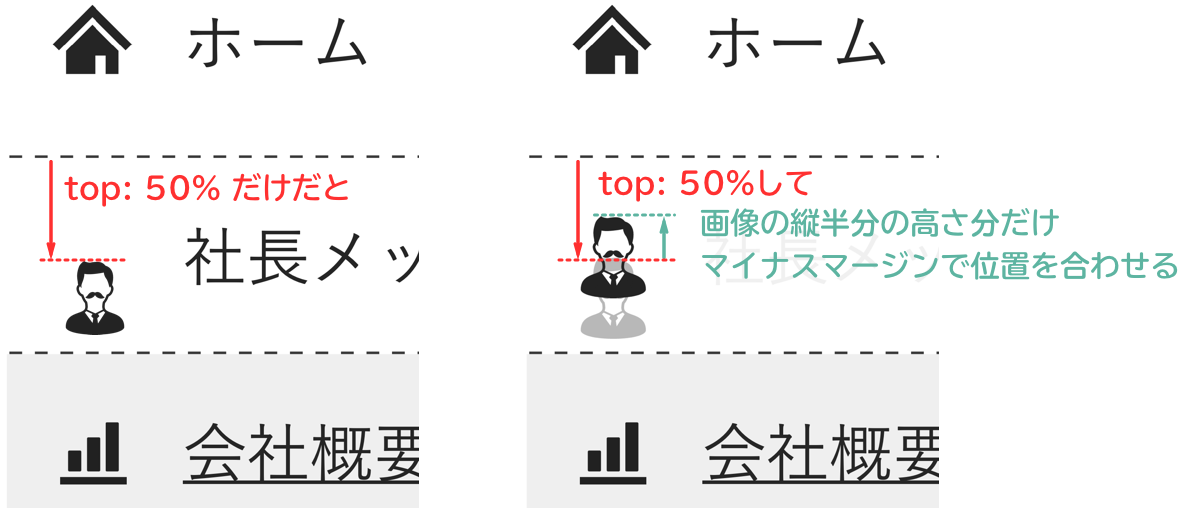 ホーム
top: 50% だけだと
社長メッ
会社概要
ホーム
top: 50%して
画像の縦半分の高さ分だけ
社長メッ
マイナスマージンで位置を合わせる
会社概要